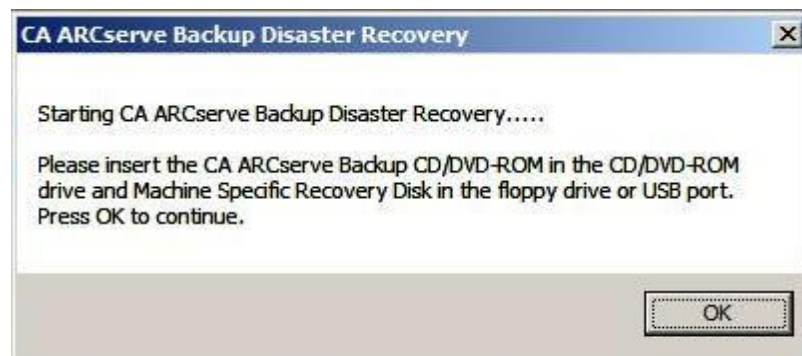 CA ARCserve Backup Disaster Recovery
Starting CA ARCserve Backup Disaster Recovery.....
Please insert the CA ARCserve Backup CD/DVD-ROM in the CD/DVD-ROM
drive and Machine Specific Recovery Disk in the floppy drive or USB port.
Press OK to continue.
OK